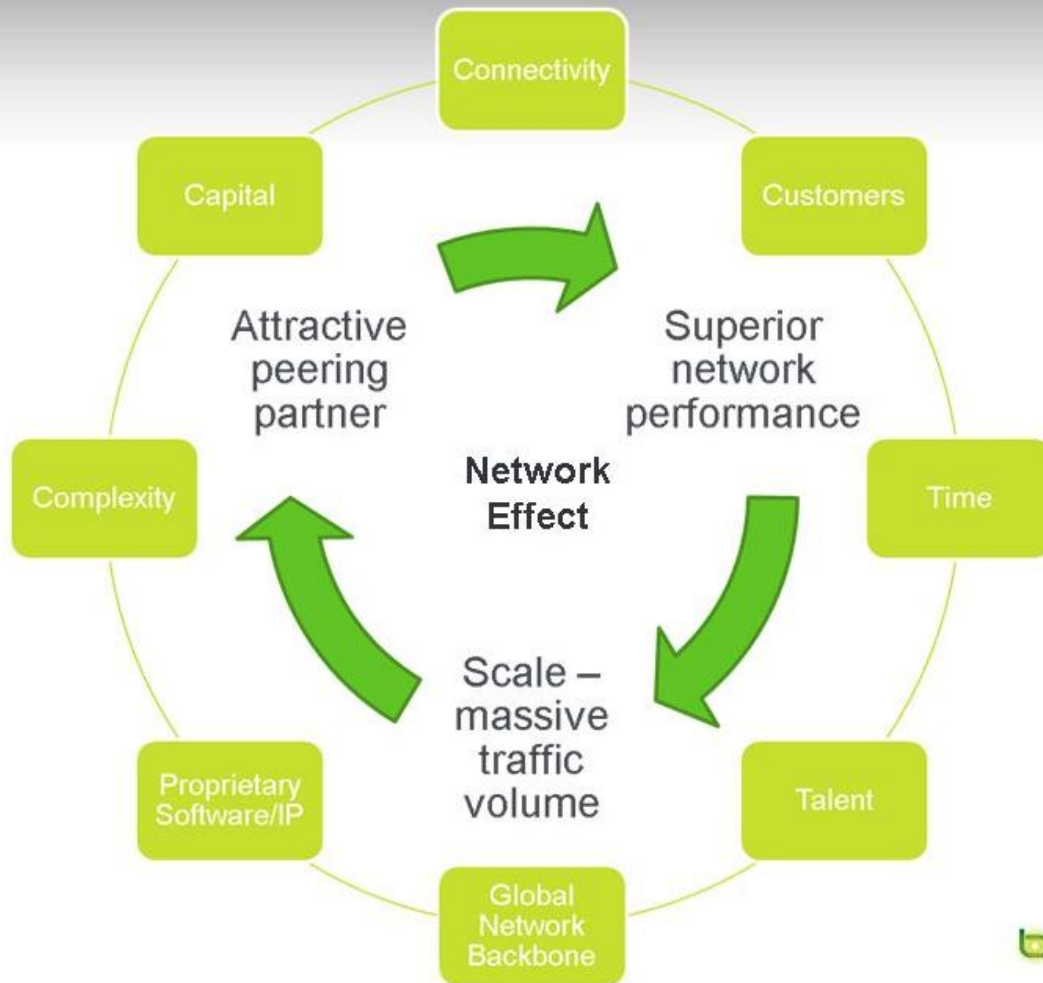 Connectivity
Capital
Customers
Attractive
peering
partner
Superior
network
performance
Network
Effect
Complexity
Time
Scale –
massive
traffic
volume
Proprietary
Software/IP
Talent
Global
Network
Backbone